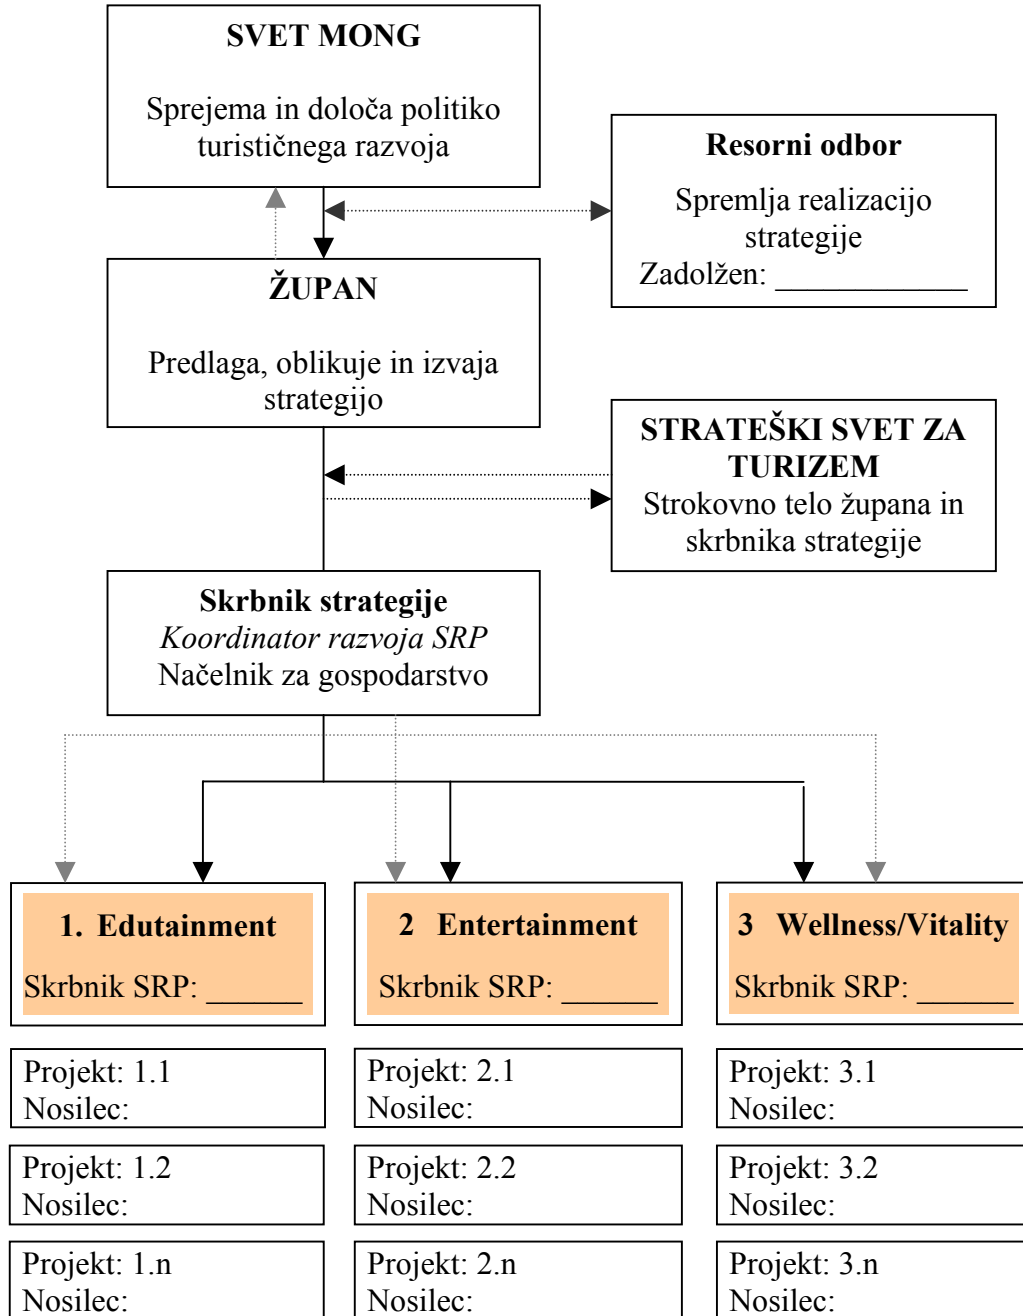 SVET MONG
Sprejema in določa politiko
turističnega razvoja
Resorni odbor
Spremlja realizacijo
strategije
Zadolžen: ____________
ŽUPAN
Predlaga, oblikuje in izvaja
strategijo
STRATEŠKI SVET ZA
TURIZEM
Strokovno telo župana in
skrbnika strategije
Skrbnik strategije
Koordinator razvoja SRP
Načelnik za gospodarstvo
1. Edutainment
Skrbnik SRP: ______
2 Entertainment
Skrbnik SRP: ______
3 Wellness/Vitality
Skrbnik SRP: ______
Projekt: 1.1
Nosilec:
Projekt: 2.1
Nosilec:
Projekt: 3.1
Nosilec:
Projekt: 1.2
Nosilec:
Projekt: 2.2
Nosilec:
Projekt: 3.2
Nosilec:
Projekt: 1.n
Nosilec:
Projekt: 2.n
Nosilec:
Projekt: 3.n
Nosilec: